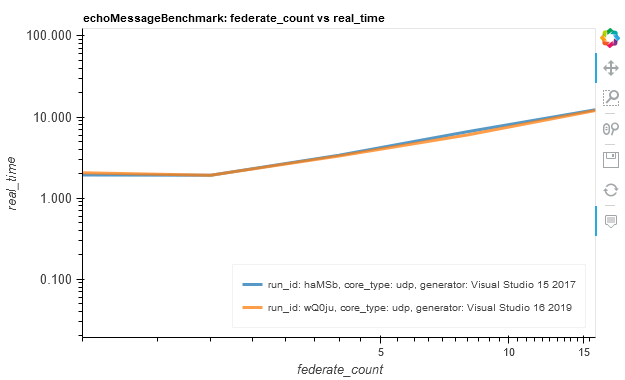 echoMessageBenchmark: federate_count vs real_time
100.000
10.000
1.000
0.100
real_time
run_id: haMSb, core_type: udp, generator: Visual Studio 15 2017
run_id: wQ0ju, core_type: udp, generator: Visual Studio 16 2019
5
10
15
federate_count